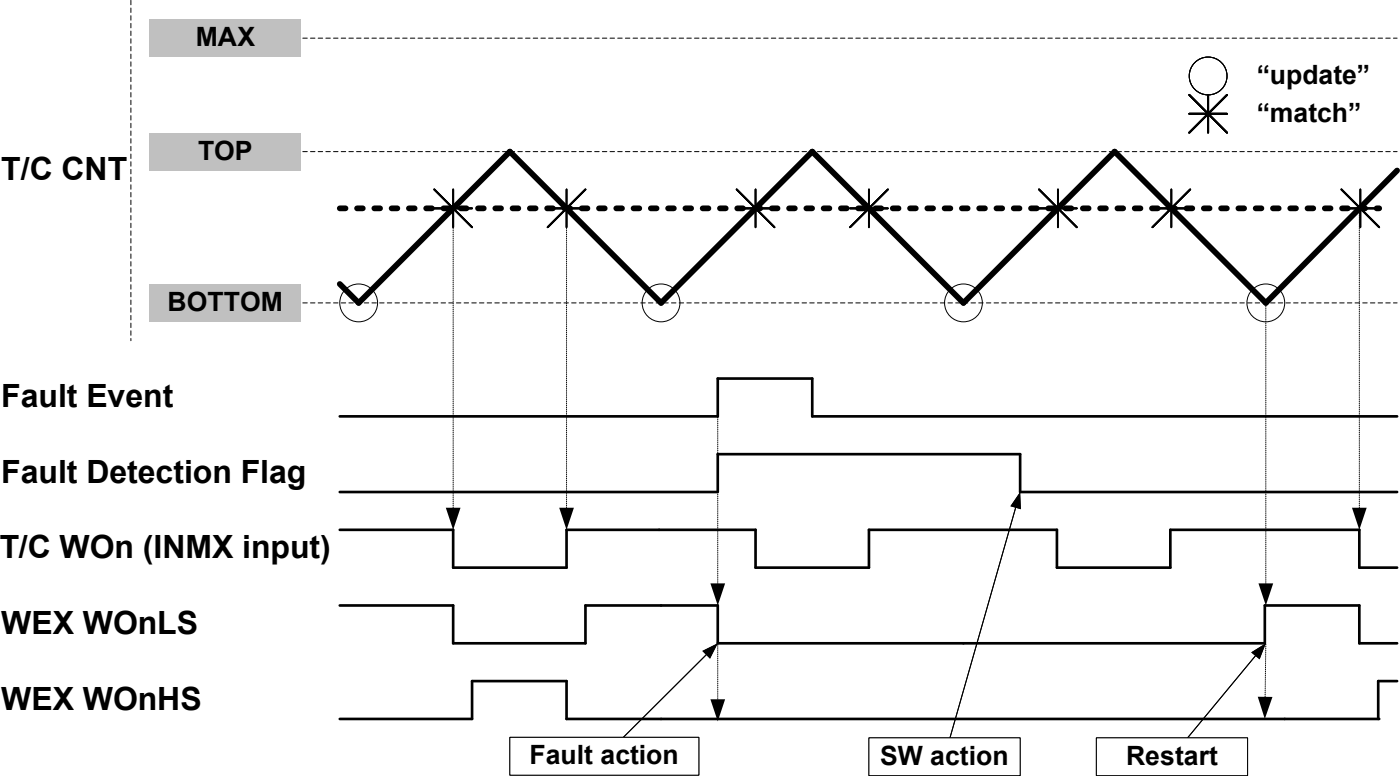 MAX
“update”
“match”
TOP
T/C CNT
BOTTOM
Fault Event
Fault Detection Flag
T/C WOn (INMX input)
WEX WOnLS
WEX WOnHS
Fault action
SW action
Restart